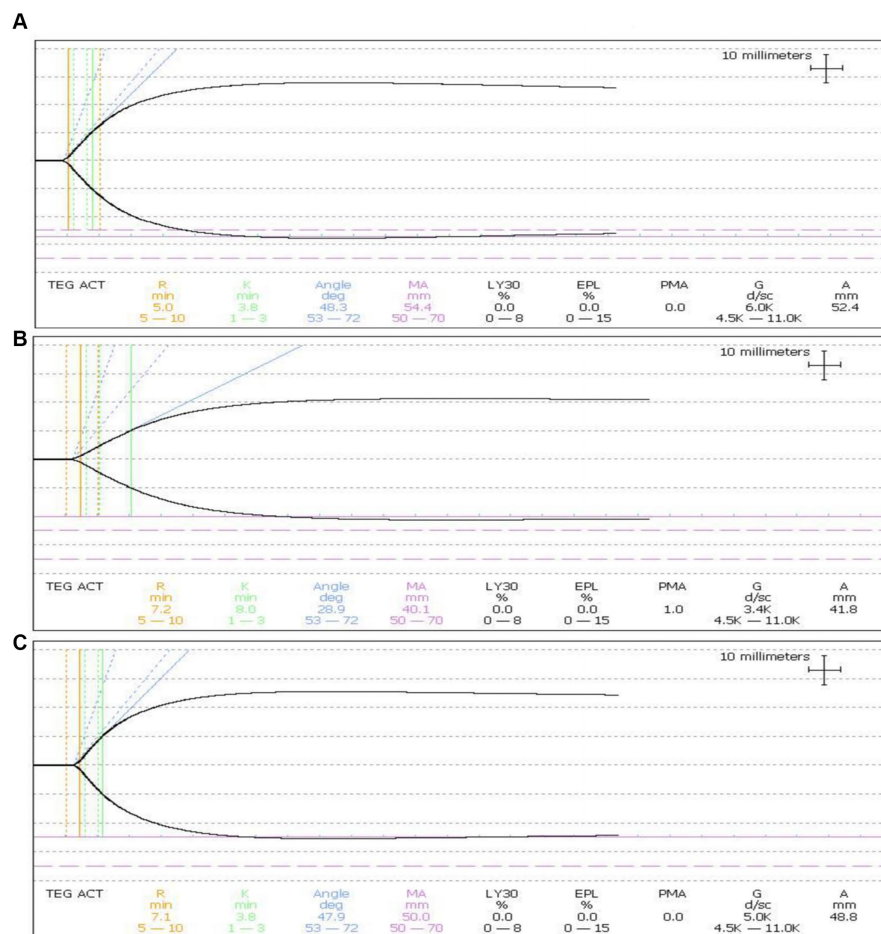 A
10 millimeters
TEG ACT R K Angle MA LY30 EPL PMA G A
min min deg mm % % d/sc mm
5.0 3.8 48.3 54.4 0.0 0.0 0.0 6.0K 52.4
5 — 10 1 — 3 53 — 72 50 — 70 0 — 8 0 — 15 4.5K — 11.0K
B
10 millimeters
TEG ACT R K Angle MA LY30 EPL PMA G A
min min deg mm % % d/sc mm
7.2 8.0 28.9 40.1 0.0 0.0 1.0 3.4K 41.8
5 — 10 1 — 3 53 — 72 50 — 70 0 — 8 0 — 15 4.5K — 11.0K
C
10 millimeters
TEG ACT R K Angle MA LY30 EPL PMA G A
min min deg mm % % d/sc mm
7.1 3.8 47.9 50.0 0.0 0.0 0.0 5.0K 48.8
5 — 10 1 — 3 53 — 72 50 — 70 0 — 8 0 — 15 4.5K — 11.0K